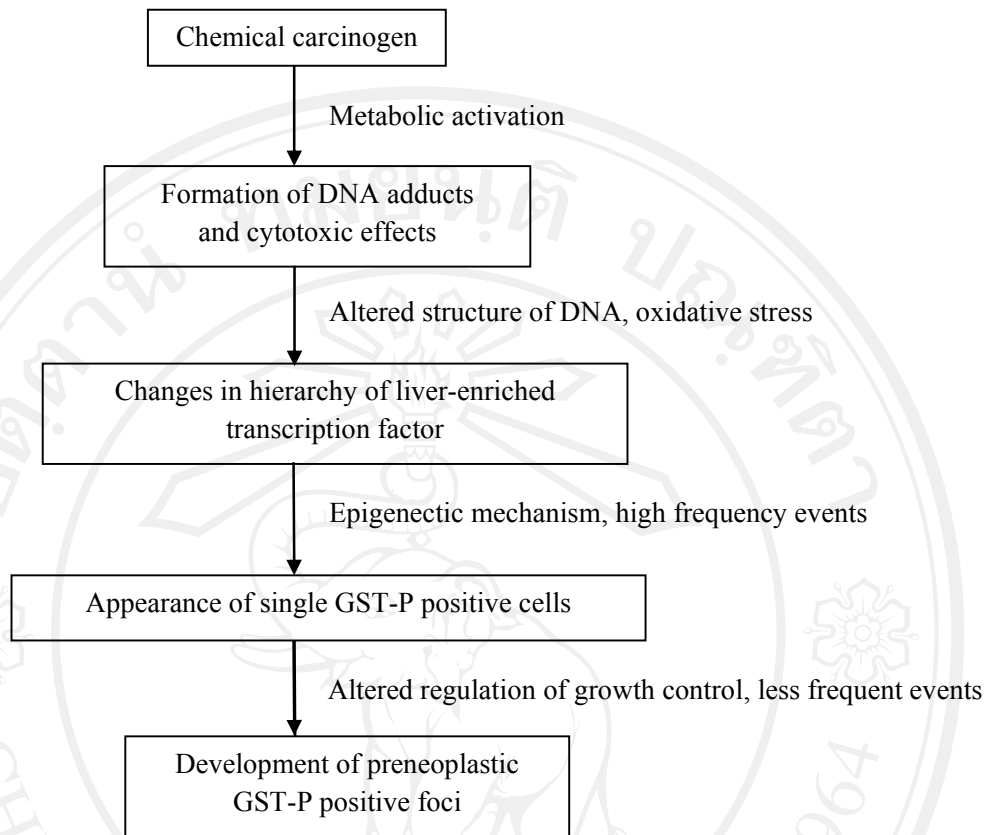 Chemical carcinogen
Metabolic activation
Formation of DNA adducts
and cytotoxic effects
Altered structure of DNA, oxidative stress
Changes in hierarchy of liver-enriched
transcription factor
Epigenectic mechanism, high frequency events
Appearance of single GST-P positive cells
Altered regulation of growth control, less frequent events
Development of preneoplastic
GST-P positive foci
964